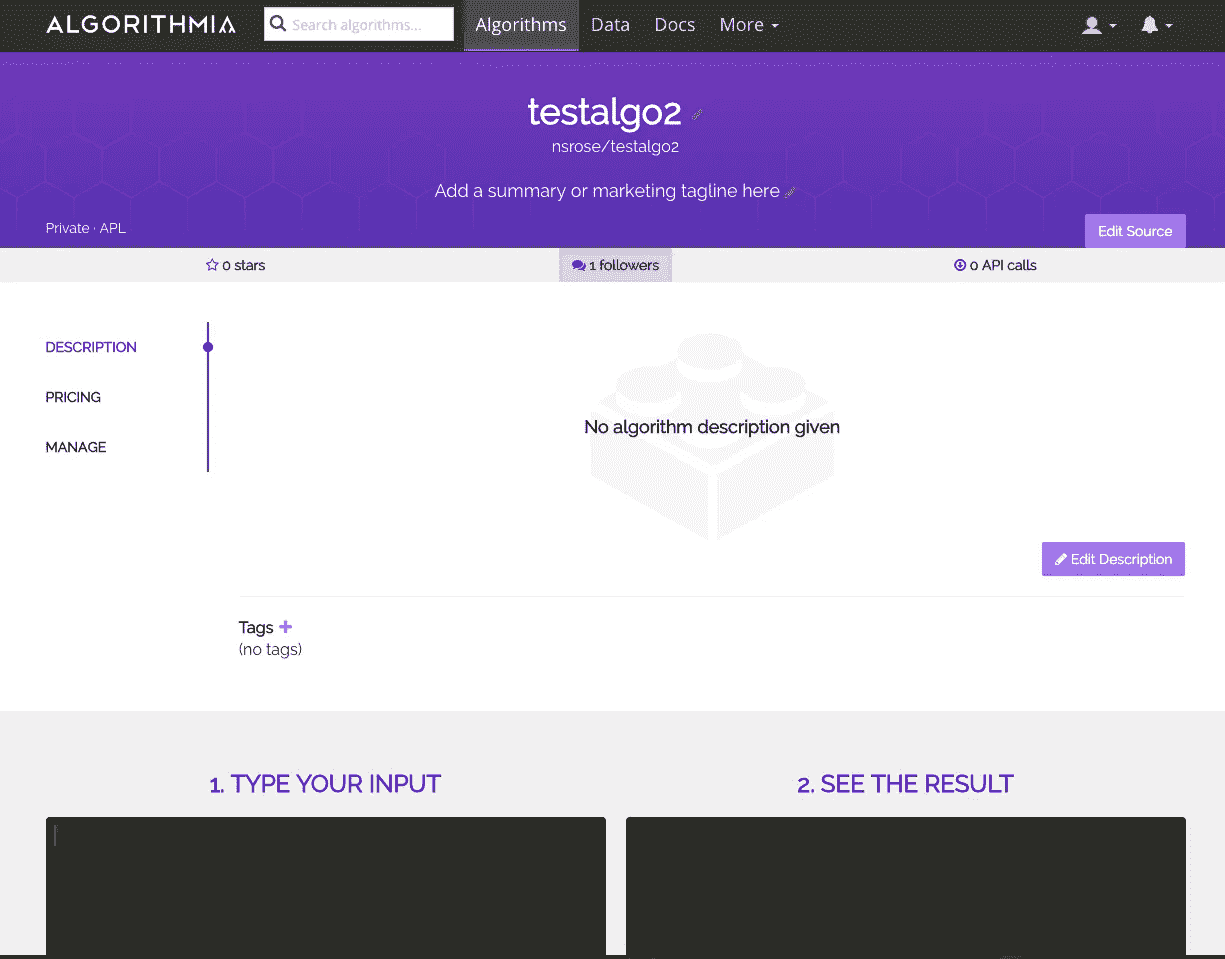 ALGORITHMIA
Search algorithms...
Algorithms
Data
Docs
More
testalgo2
nsrose/testalgo2
Add a summary or marketing tagline here
Private · APL
Edit Source
0 stars
1 followers
0 API calls
DESCRIPTION
PRICING
MANAGE
No algorithm description given
Edit Description
Tags
(no tags)
1. TYPE YOUR INPUT
2. SEE THE RESULT